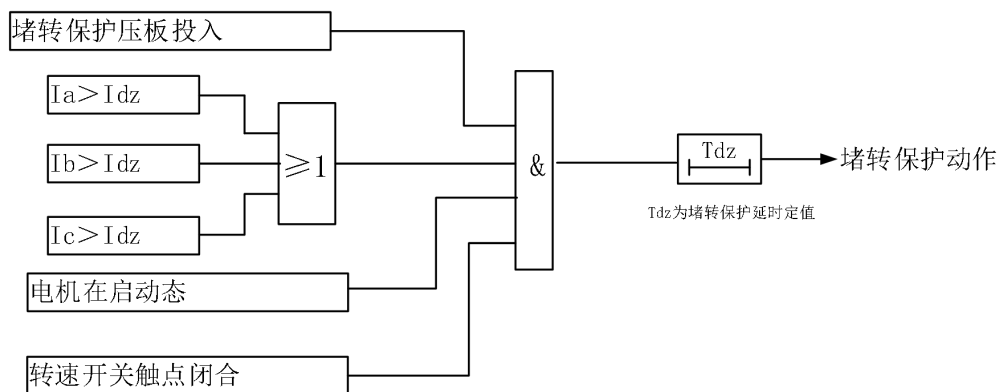 堵转保护压板投入
Ia＞Idz
Ib＞Idz
≥1
Ic＞Idz
&
Tdz
堵转保护动作
Tdz为堵转保护延时定值
电机在启动态
转速开关触点闭合